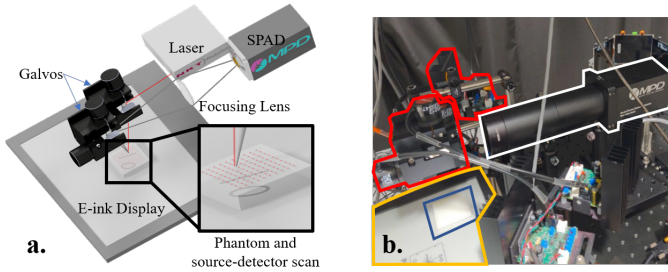 Laser
SPAD
MPD
Galvos
Focusing Lens
E-ink Display
a.
Phantom and
source-detector scan
MPD
b.